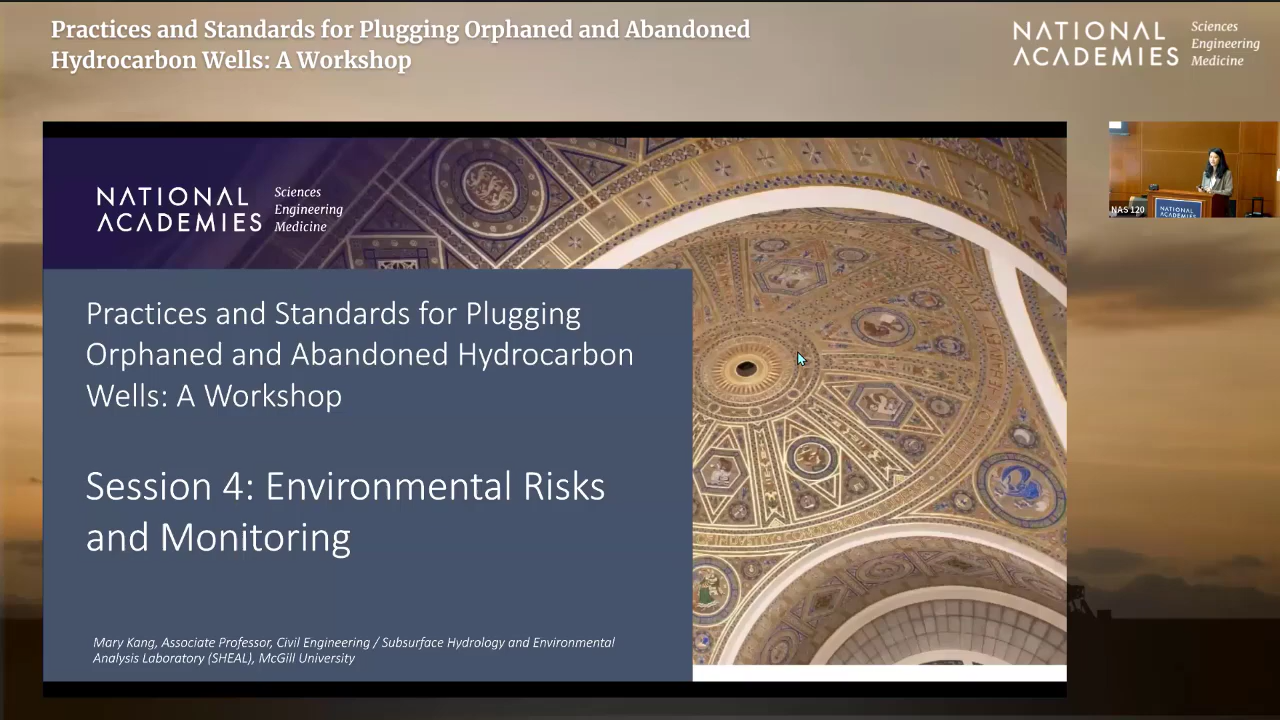 Practices and Standards for Plugging Orphaned and Abandoned
Hydrocarbon Wells: A Workshop
NATIONAL
ACADEMIES
Sciences
Engineering
Medicine
NATIONAL
ACADEMIES
Sciences
Engineering
Medicine
NAS 120
NATIONAL
ACADEMIES
Practices and Standards for Plugging
Orphaned and Abandoned Hydrocarbon
Wells: A Workshop
Session 4: Environmental Risks
and Monitoring
Mary Kang, Associate Professor, Civil Engineering / Subsurface Hydrology and Environmental
Analysis Laboratory (SHEAL), McGill University